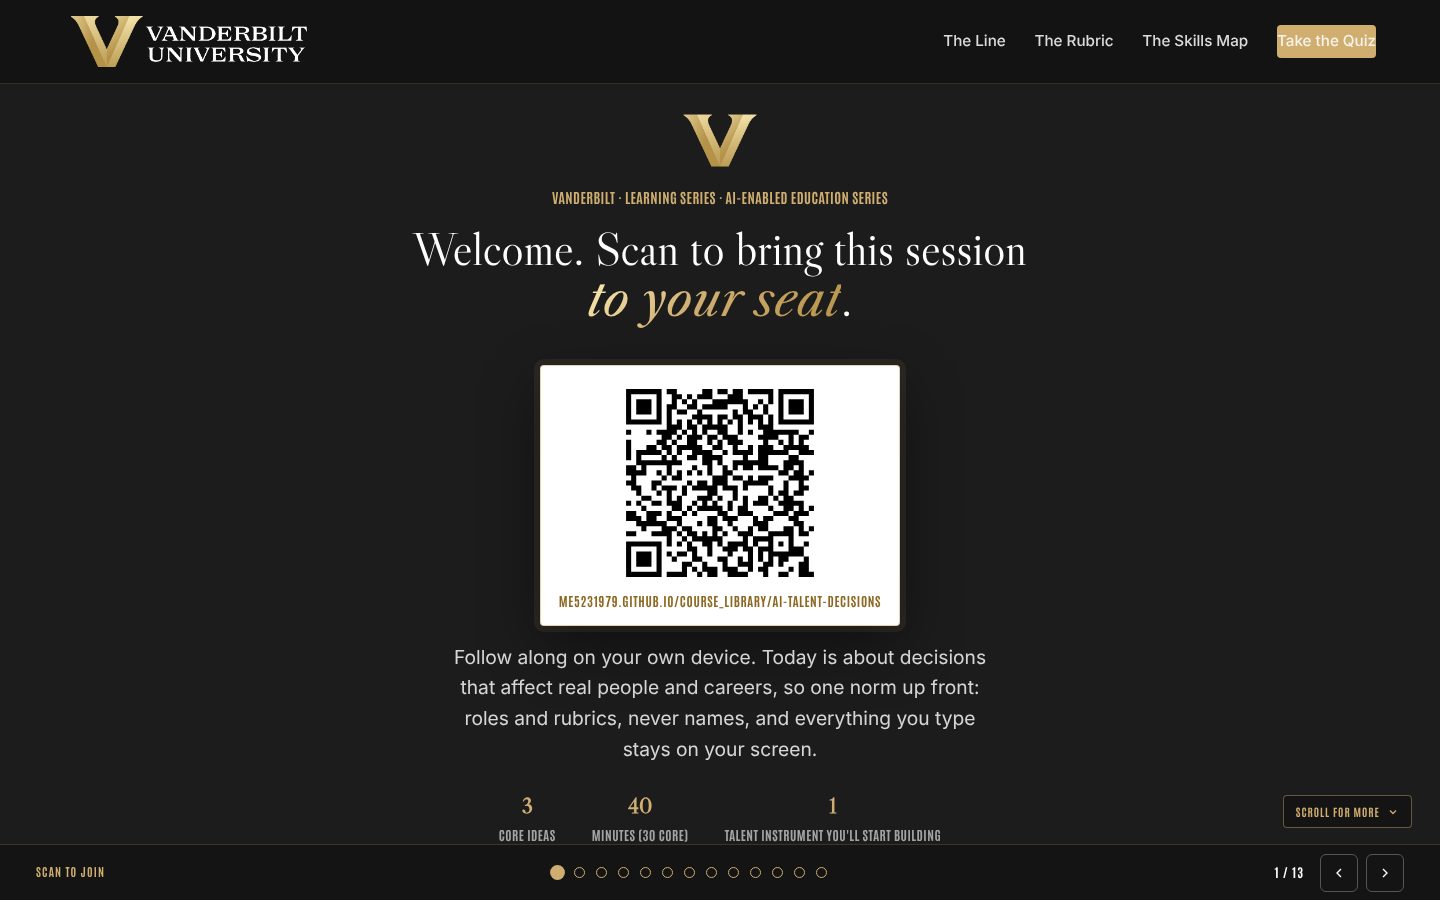 VANDERBILT
UNIVERSITY
The Line
The Rubric
The Skills Map
Take the Quiz
VANDERBILT · LEARNING SERIES · AI-ENABLED EDUCATION SERIES
Welcome. Scan to bring this session
to your seat.
ME5231979.GITHUB.IO/COURSE_LIBRARY/AI-TALENT-DECISIONS
Follow along on your own device. Today is about decisions
that affect real people and careers, so one norm up front:
roles and rubrics, never names, and everything you type
stays on your screen.
3
CORE IDEAS
40
MINUTES (30 CORE)
1
TALENT INSTRUMENT YOU'LL START BUILDING
SCROLL FOR MORE
SCAN TO JOIN
1 / 13